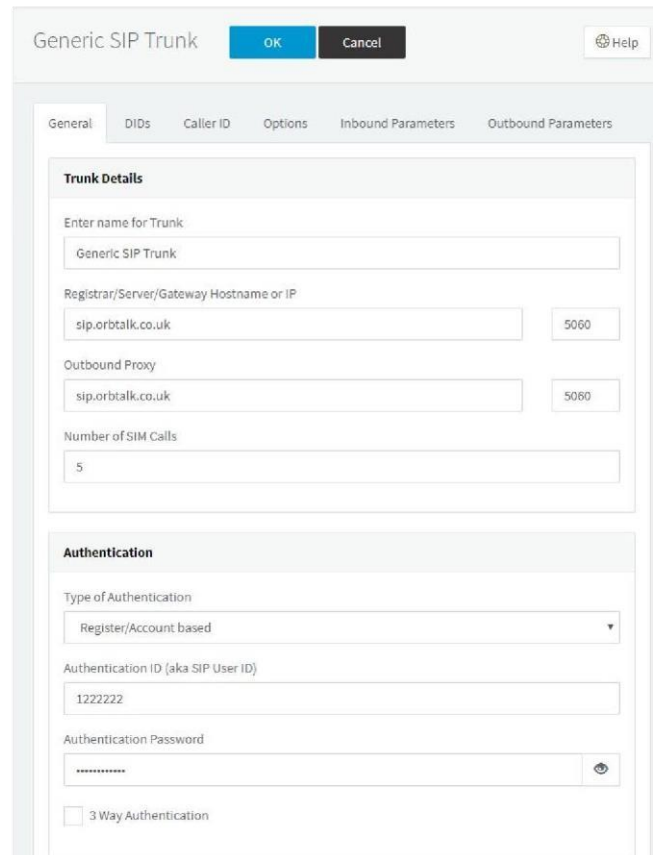 Generic SIP Trunk OK Cancel Help
General DIDs Caller ID Options Inbound Parameters Outbound Parameters
Trunk Details
Enter name for Trunk
Generic SIP Trunk
Registrar/Server/Gateway Hostname or IP
sip.orbtalk.co.uk 5060
Outbound Proxy
sip.orbtalk.co.uk 5060
Number of SIM Calls
5
Authentication
Type of Authentication
Register/Account based
Authentication ID (aka SIP User ID)
1222222
Authentication Password
••••••••••••
3 Way Authentication